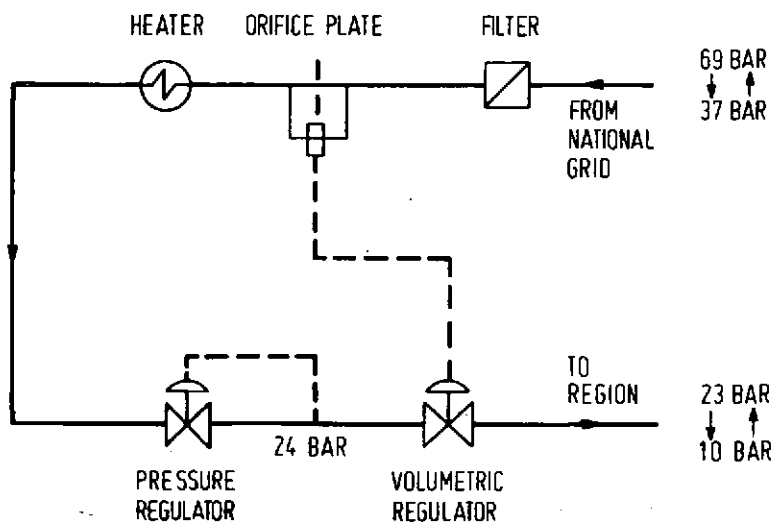 HEATER
ORIFICE PLATE
FILTER
69 BAR
37 BAR
FROM
NATIONAL
GRID
TO
REGION
23 BAR
10 BAR
24 BAR
PRESSURE
REGULATOR
VOLUMETRIC
REGULATOR